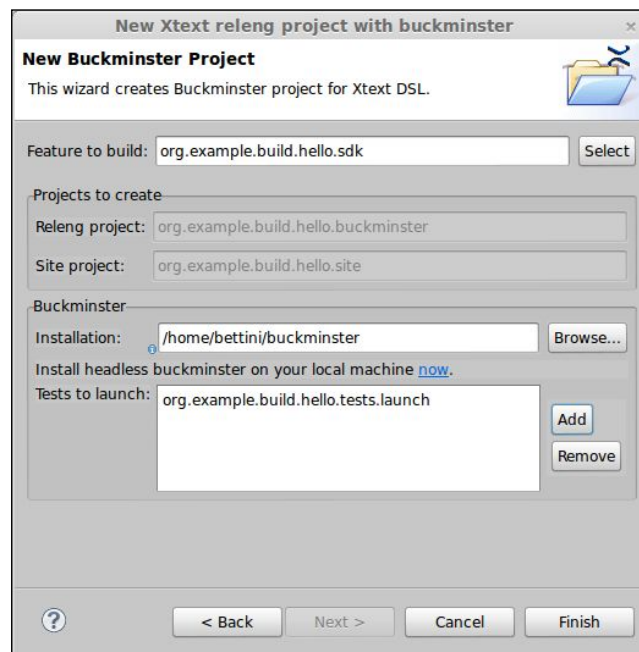 New Xtext releng project with buckminster ×
New Buckminster Project
This wizard creates Buckminster project for Xtext DSL.
Feature to build: org.example.build.hello.sdk Select
Projects to create
Releng project: org.example.build.hello.buckminster
Site project: org.example.build.hello.site
Buckminster
Installation: /home/bettini/buckminster Browse...
Install headless buckminster on your local machine now.
Tests to launch: org.example.build.hello.tests.launch
Add
Remove
? < Back Next > Cancel Finish